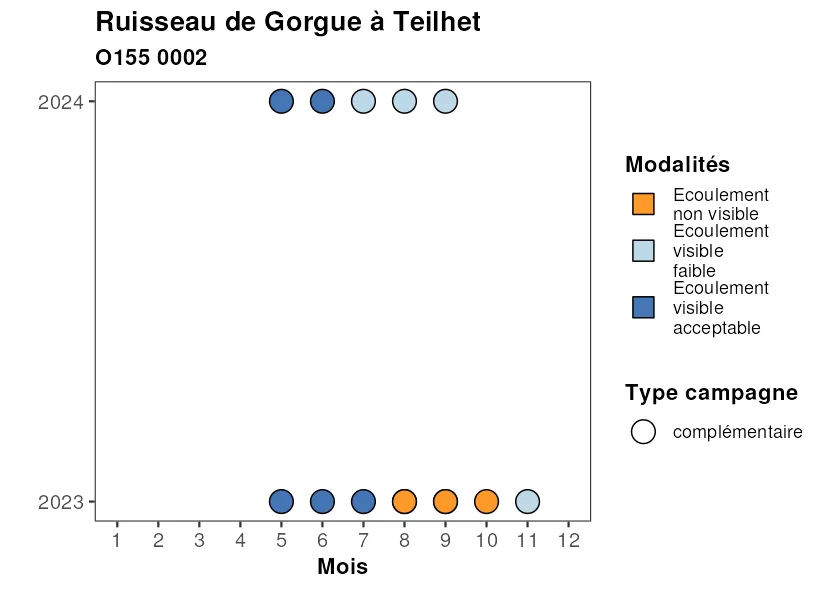 Ruisseau de Gorgue à Teilhet
O155 0002
2024
2023
1 2 3 4 5 6 7 8 9 10 11 12
Mois
Modalités
Ecoulement
non visible
Ecoulement
visible
faible
Ecoulement
visible
acceptable
Type campagne
complémentaire